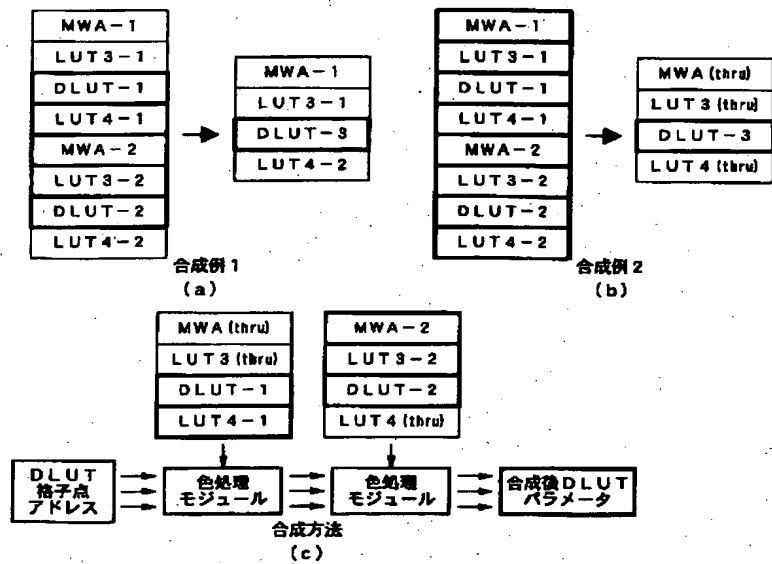 MWA-1
LUT3-1
DLUT-1
LUT4-1
MWA-2
LUT3-2
DLUT-2
LUT4-2
MWA-1
LUT3-1
DLUT-3
LUT4-2
合成例1
(a)
MWA-1
LUT3-1
DLUT-1
LUT4-1
MWA-2
LUT3-2
DLUT-2
LUT4-2
MWA (thru)
LUT3 (thru)
DLUT-3
LUT4 (thru)
合成例2
(b)
MWA (thru)
LUT3 (thru)
DLUT-1
LUT4-1
MWA-2
LUT3-2
DLUT-2
LUT4 (thru)
DLUT
格子点
アドレス
色処理
モジュール
色処理
モジュール
合成後DLUT
パラメータ
合成方法
(c)